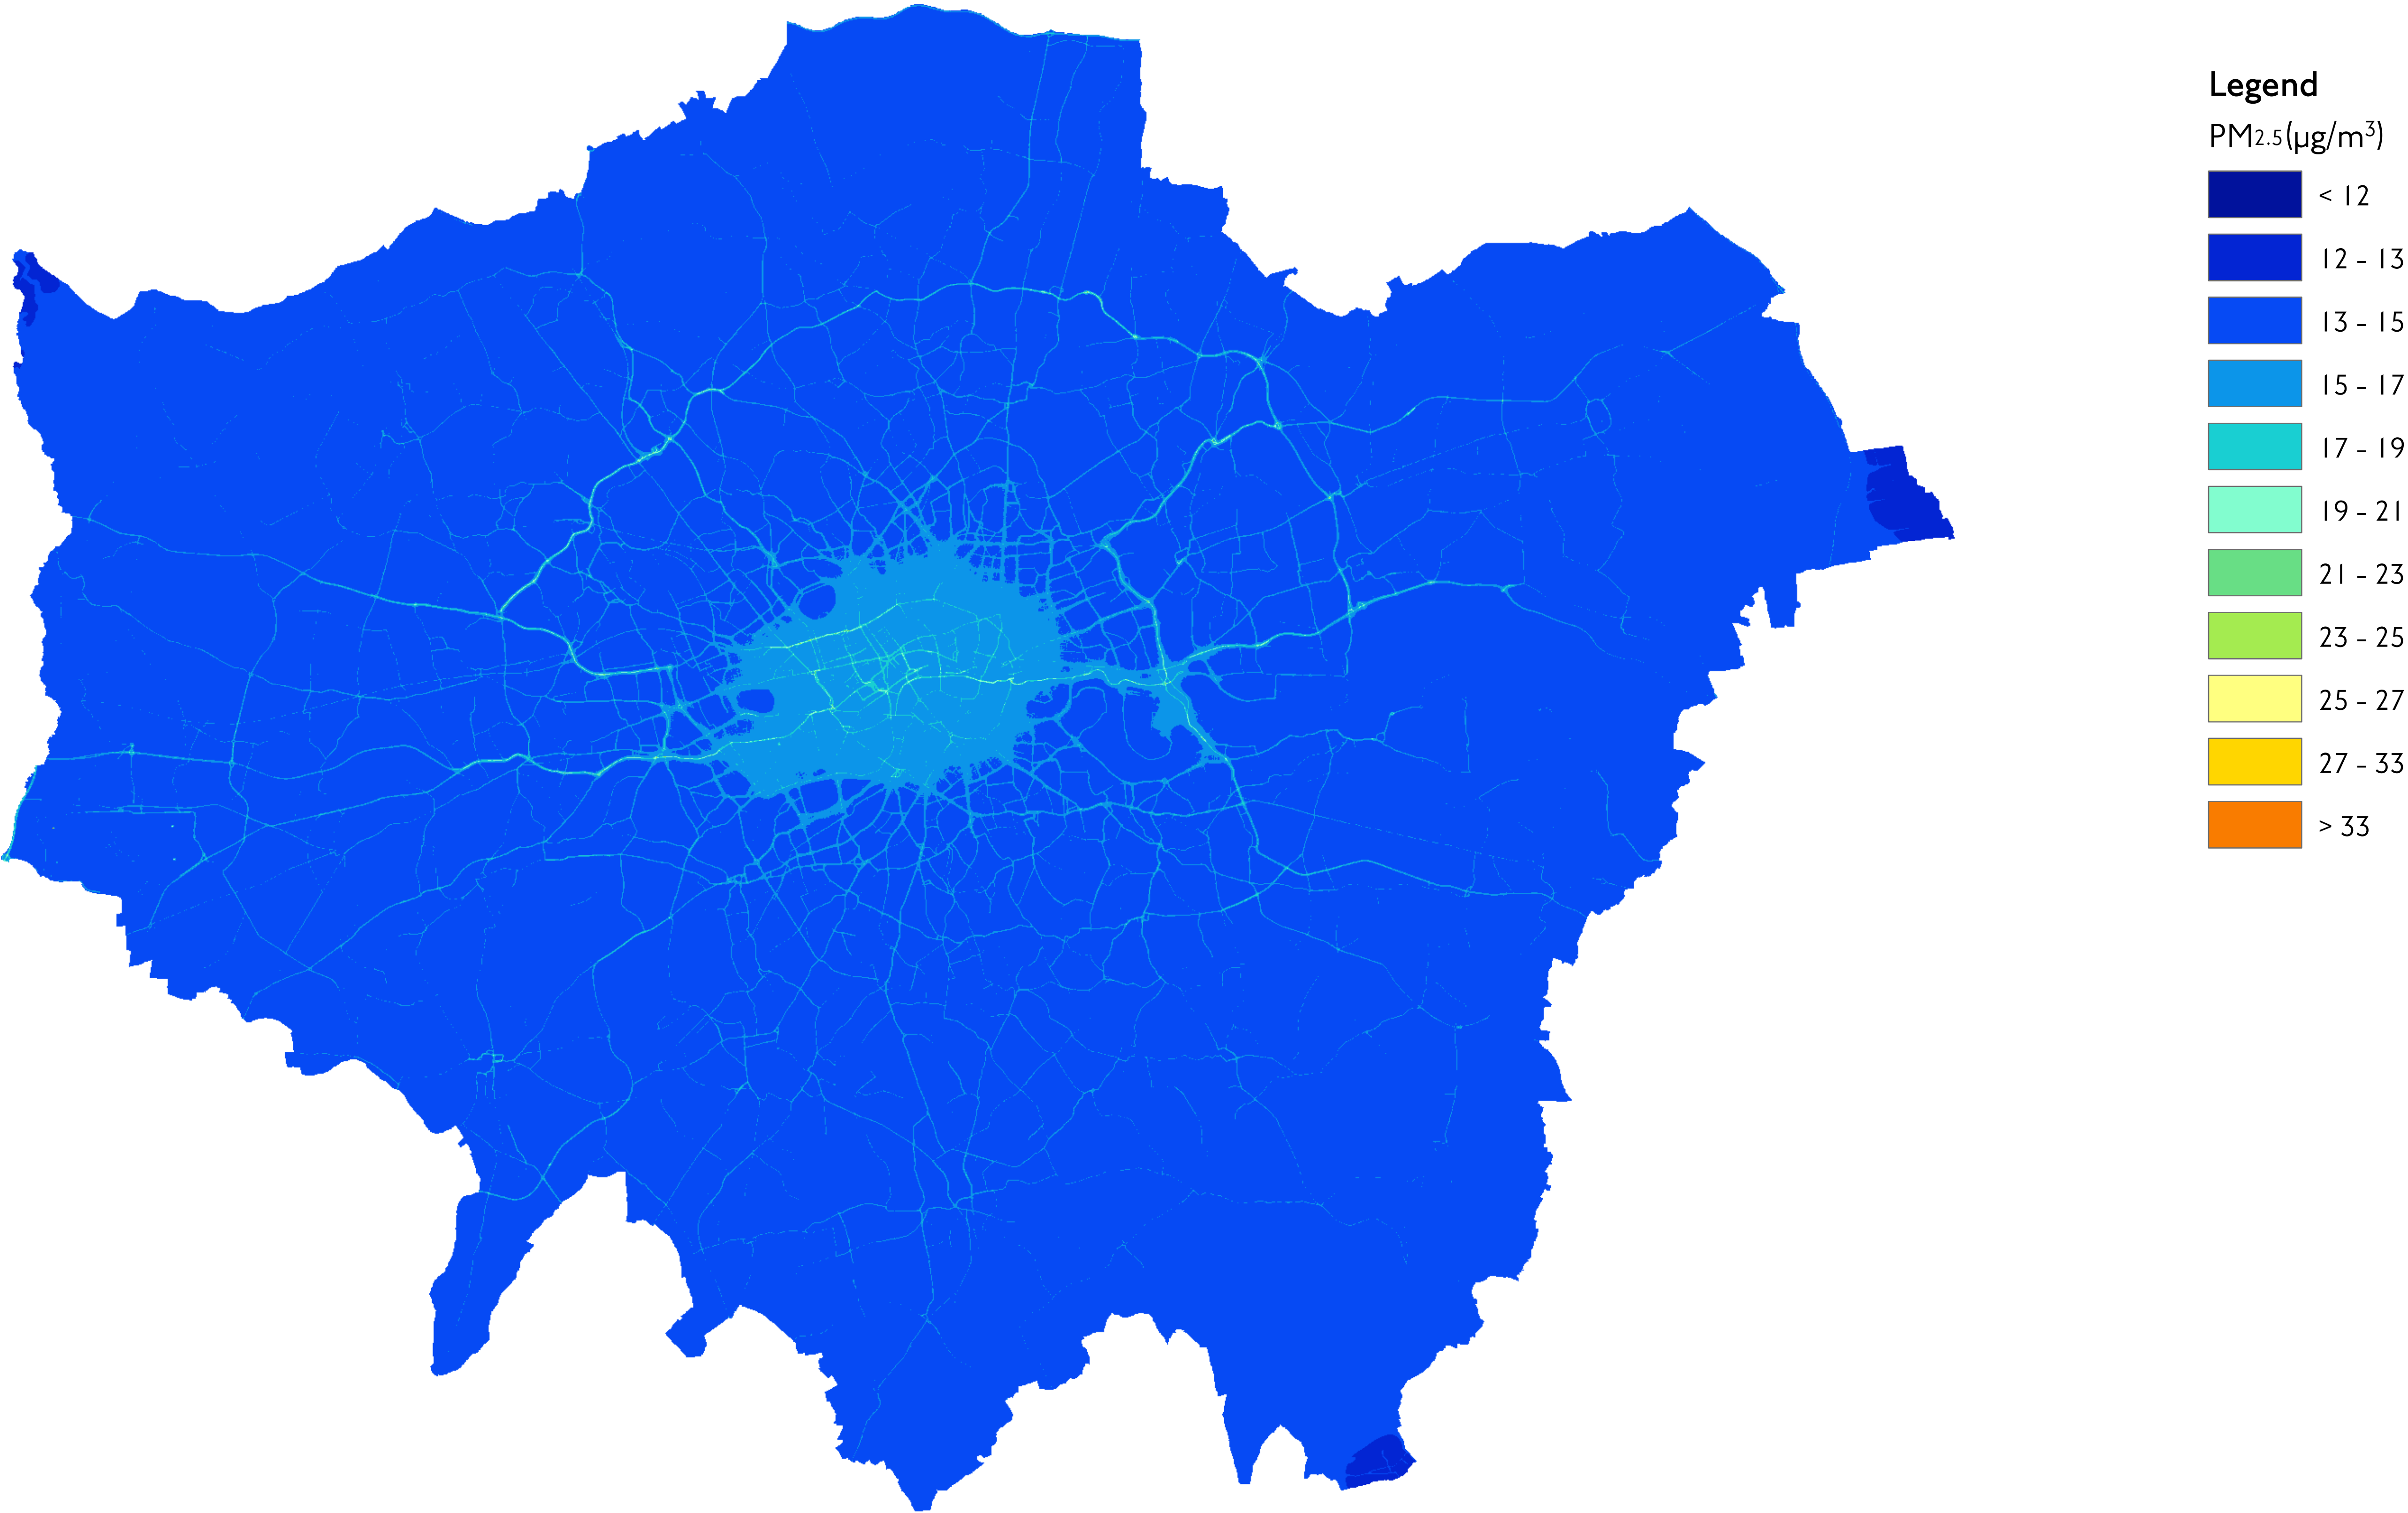 Legend
PM2.5(µg/m³)
< 12
12 – 13
13 – 15
15 – 17
17 – 19
19 – 21
21 – 23
23 – 25
25 – 27
27 – 33
> 33